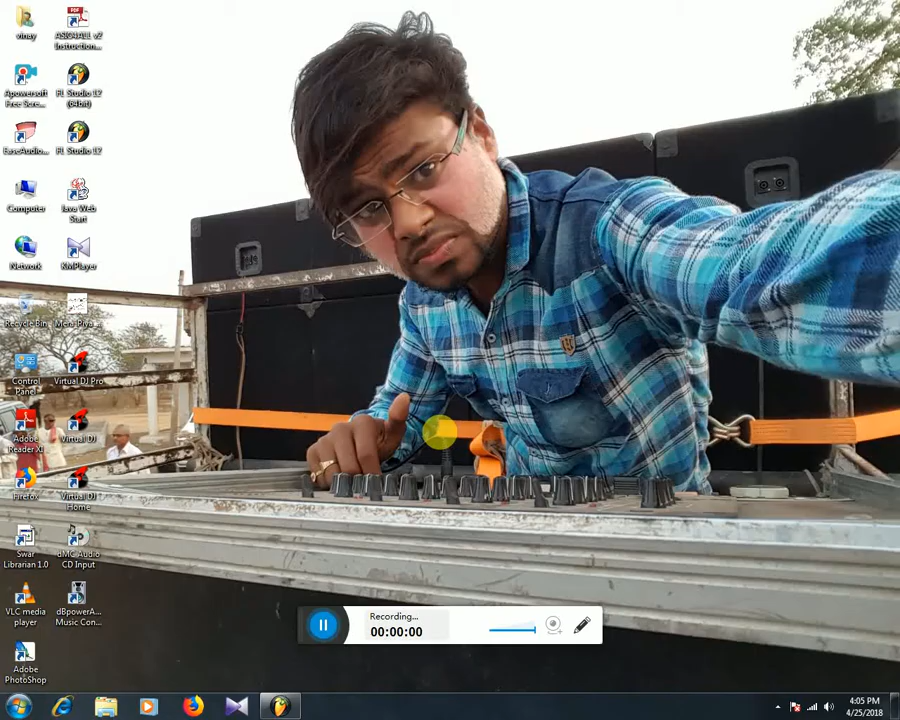 vinay
ASIO4ALL v2
Instruction...
Apowersoft
Free Scre...
FL Studio 12
(64bit)
EaseAudio...
FL Studio 12
Computer
Java Web
Start
Network
KMPlayer
Recycle Bin
Mera Piya ...
Control
Panel
Virtual DJ Pro
Adobe
Reader XI
Virtual DJ
Firefox
Virtual DJ
Home
Swar
Librarian 1.0
dMC Audio
CD Input
VLC media
player
dBpowerA...
Music Con...
Adobe
PhotoShop
Recording...
00:00:00
4:05 PM
4/25/2018